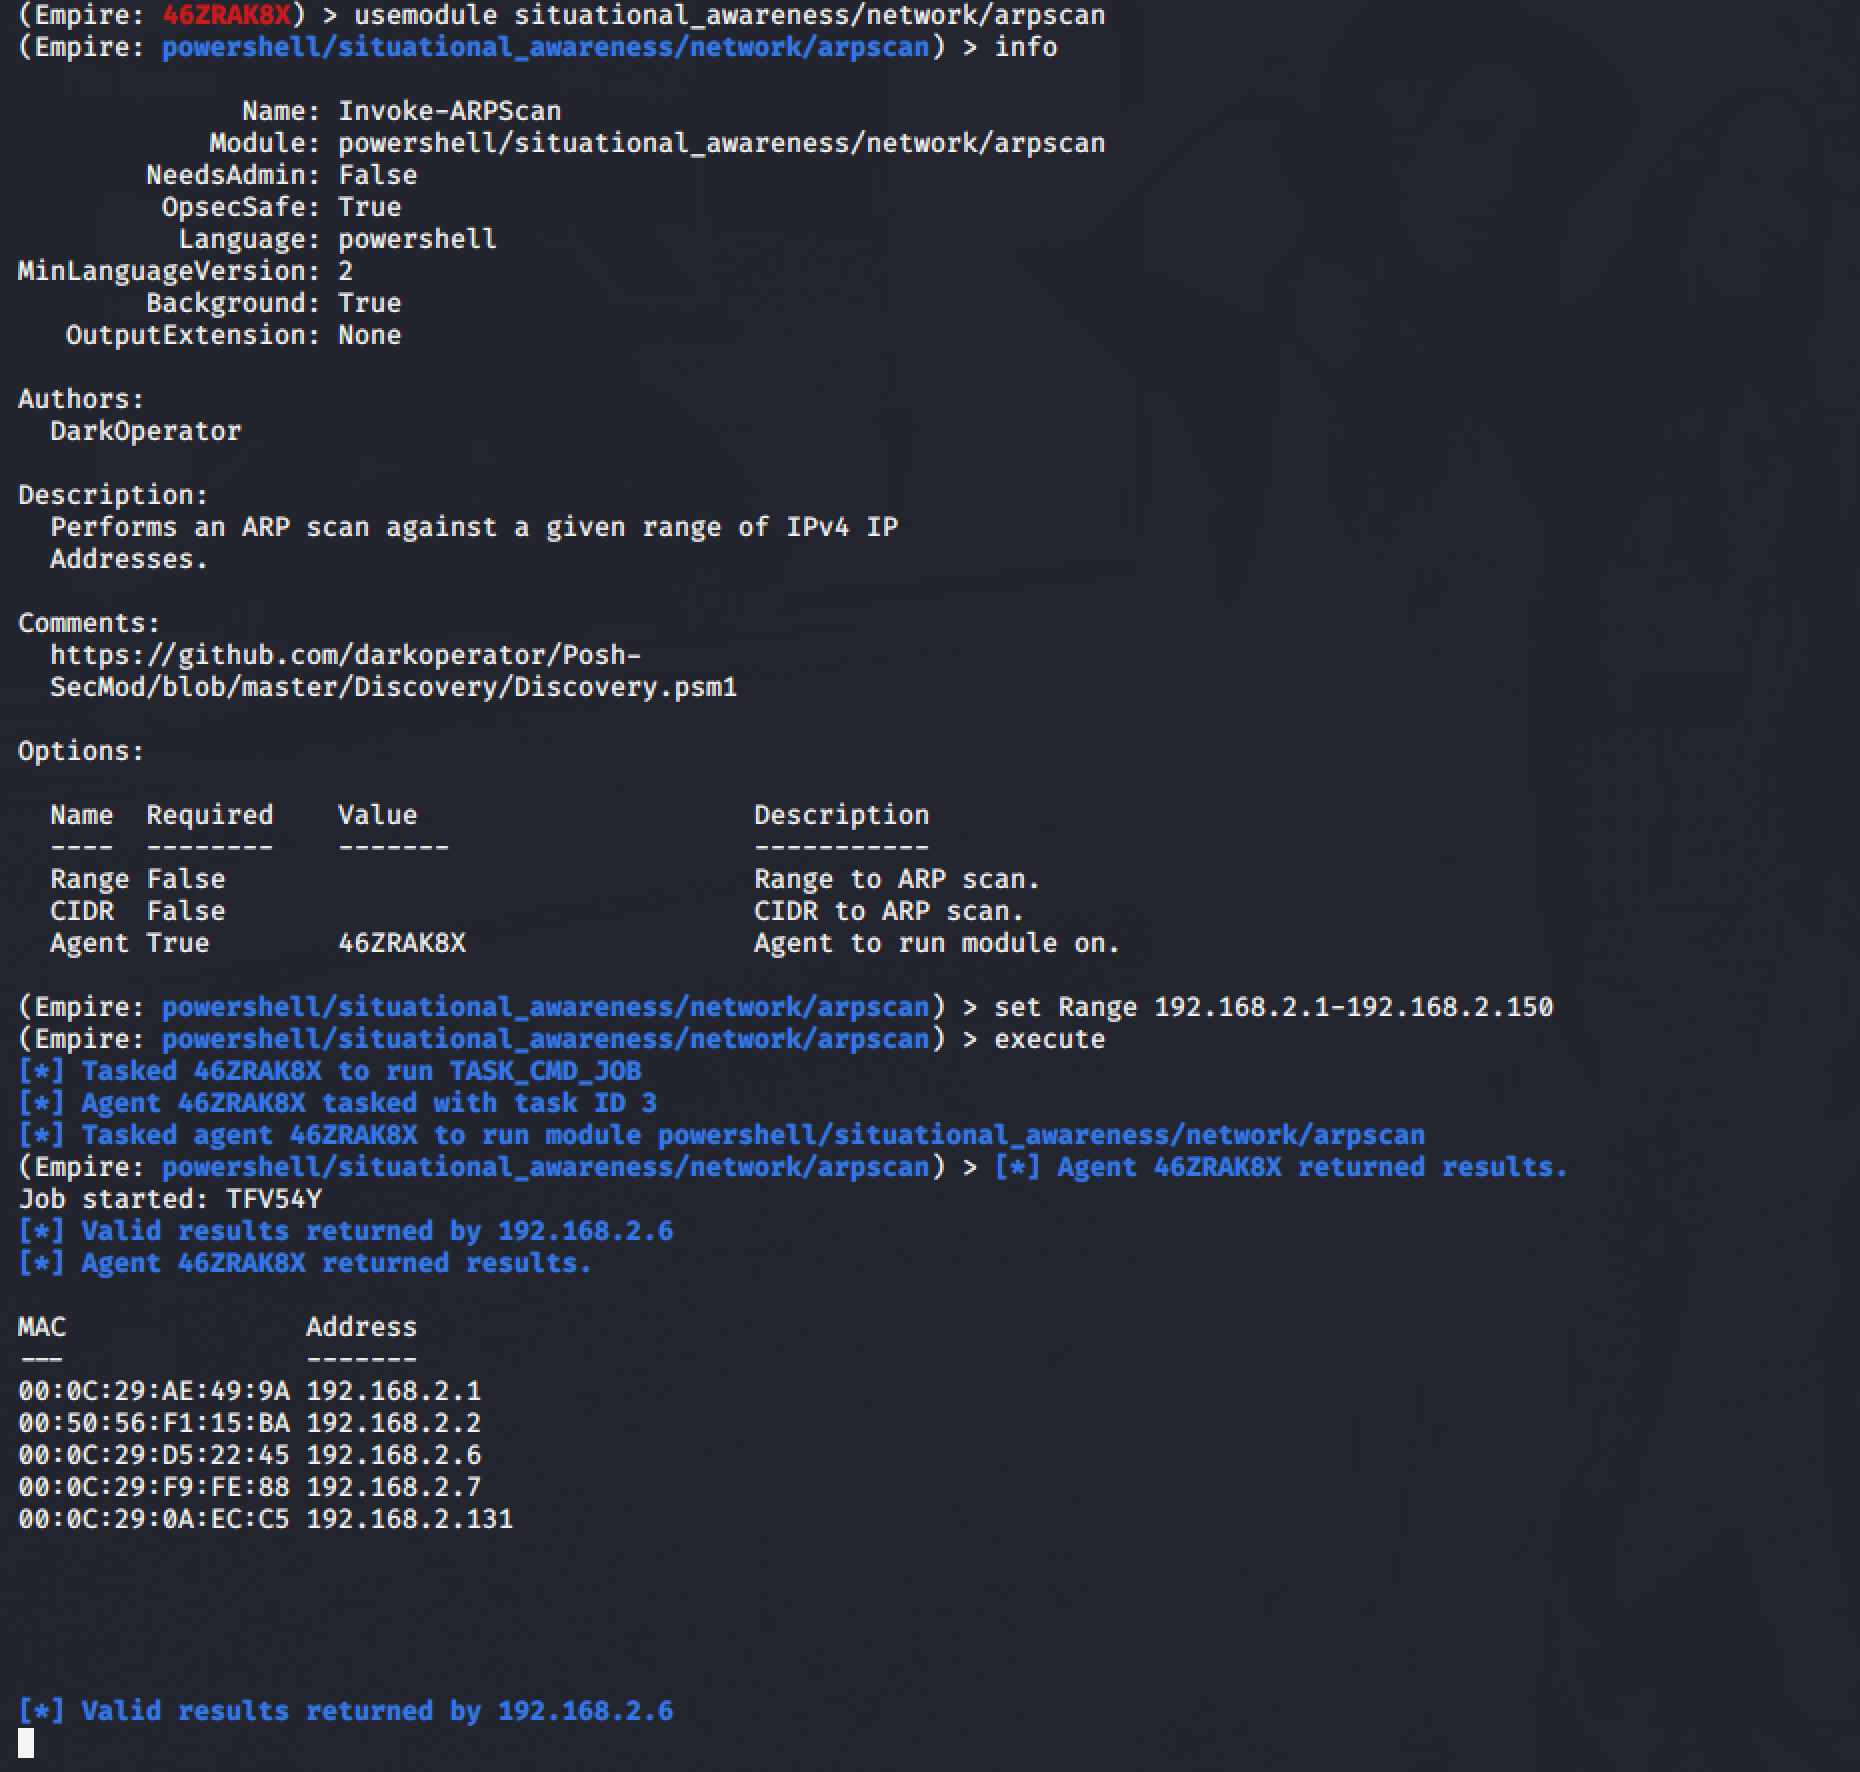 (Empire: 46ZRAK8X) > usemodule situational_awareness/network/arpscan
(Empire: powershell/situational_awareness/network/arpscan) > info
Name: Invoke-ARPScan
Module: powershell/situational_awareness/network/arpscan
NeedsAdmin: False
OpsecSafe: True
Language: powershell
MinLanguageVersion: 2
Background: True
OutputExtension: None
Authors:
DarkOperator
Description:
Performs an ARP scan against a given range of IPv4 IP
Addresses.
Comments:
https://github.com/darkoperator/Posh-
SecMod/blob/master/Discovery/Discovery.psm1
Options:
Name Required Value Description
---- -------- ------- -----------
Range False Range to ARP scan.
CIDR False CIDR to ARP scan.
Agent True 46ZRAK8X Agent to run module on.
(Empire: powershell/situational_awareness/network/arpscan) > set Range 192.168.2.1-192.168.2.150
(Empire: powershell/situational_awareness/network/arpscan) > execute
[*] Tasked 46ZRAK8X to run TASK_CMD_JOB
[*] Agent 46ZRAK8X tasked with task ID 3
[*] Tasked agent 46ZRAK8X to run module powershell/situational_awareness/network/arpscan
(Empire: powershell/situational_awareness/network/arpscan) > [*] Agent 46ZRAK8X returned results.
Job started: TFV54Y
[*] Valid results returned by 192.168.2.6
[*] Agent 46ZRAK8X returned results.
MAC Address
--- -------
00:0C:29:AE:49:9A 192.168.2.1
00:50:56:F1:15:BA 192.168.2.2
00:0C:29:D5:22:45 192.168.2.6
00:0C:29:F9:FE:88 192.168.2.7
00:0C:29:0A:EC:C5 192.168.2.131
[*] Valid results returned by 192.168.2.6